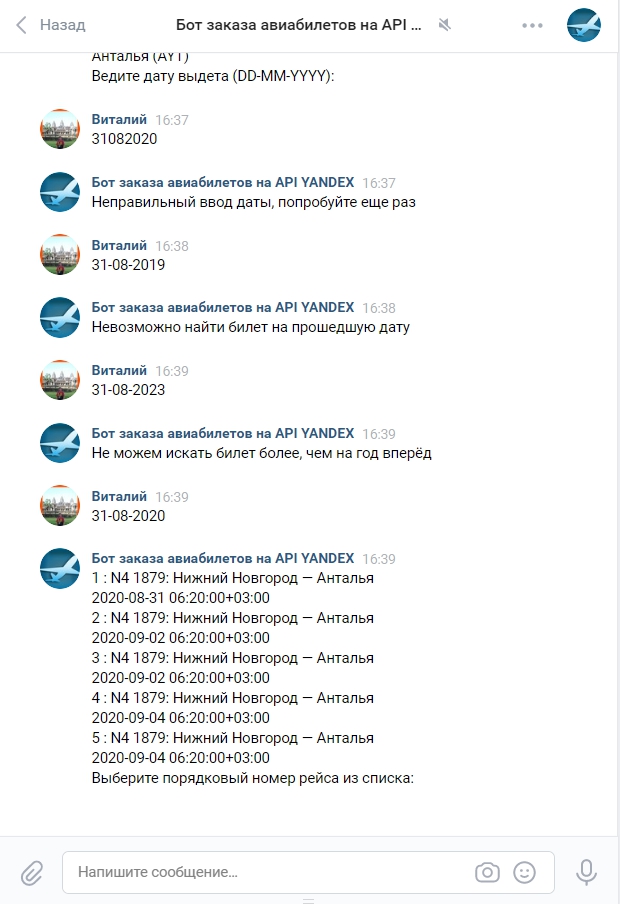 Назад
Бот заказа авиабилетов на API ...
Анталья (AYT)
Ведите дату выдета (DD-MM-YYYY):
Виталий 16:37
31082020
Бот заказа авиабилетов на API YANDEX 16:37
Неправильный ввод даты, попробуйте еще раз
Виталий 16:38
31-08-2019
Бот заказа авиабилетов на API YANDEX 16:38
Невозможно найти билет на прошедшую дату
Виталий 16:39
31-08-2023
Бот заказа авиабилетов на API YANDEX 16:39
Не можем искать билет более, чем на год вперёд
Виталий 16:39
31-08-2020
Бот заказа авиабилетов на API YANDEX 16:39
1 : N4 1879: Нижний Новгород — Анталья
2020-08-31 06:20:00+03:00
2 : N4 1879: Нижний Новгород — Анталья
2020-09-02 06:20:00+03:00
3 : N4 1879: Нижний Новгород — Анталья
2020-09-02 06:20:00+03:00
4 : N4 1879: Нижний Новгород — Анталья
2020-09-04 06:20:00+03:00
5 : N4 1879: Нижний Новгород — Анталья
2020-09-04 06:20:00+03:00
Выберите порядковый номер рейса из списка:
Напишите сообщение...